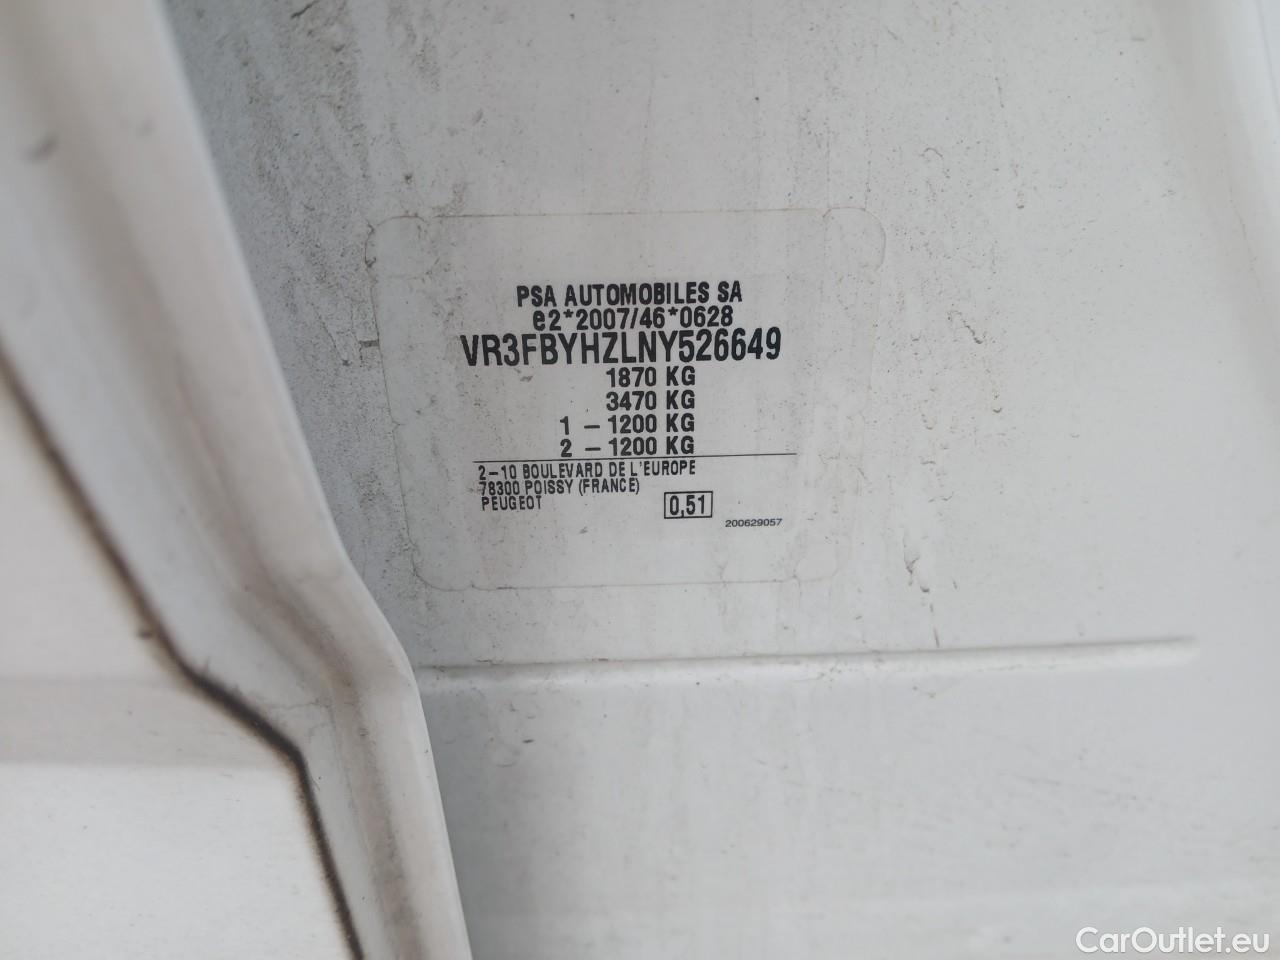 PSA AUTOMOBILES SA
e2*2007/46*0628
VR3FBYHZLNY526649
1870 KG
3470 KG
1 – 1200 KG
2 – 1200 KG
2–10 BOULEVARD DE L'EUROPE
78300 POISSY (FRANCE)
PEUGEOT
0,51
200629057
CarOutlet.eu